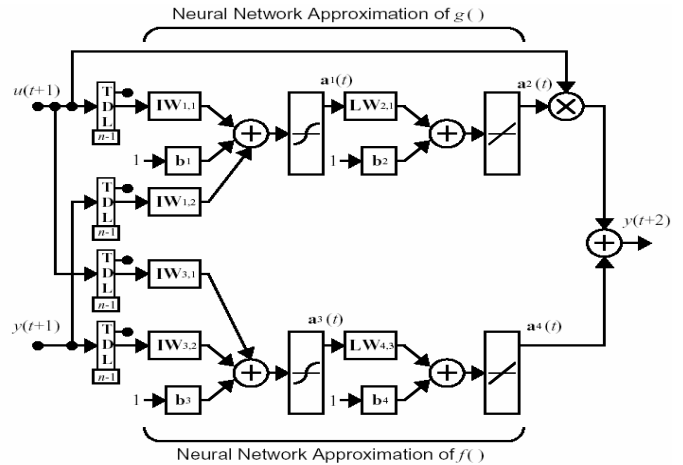 Neural Network Approximation of g( )
u(t+1)
T D L
n-1
IW1,1
a1(t)
LW2,1
a2(t)
1
b1
1
b2
T D L
n-1
IW1,2
y(t+2)
T D L
n-1
IW3,1
y(t+1)
T D L
n-1
IW3,2
a3(t)
LW4,3
a4(t)
1
b3
1
b4
Neural Network Approximation of f( )